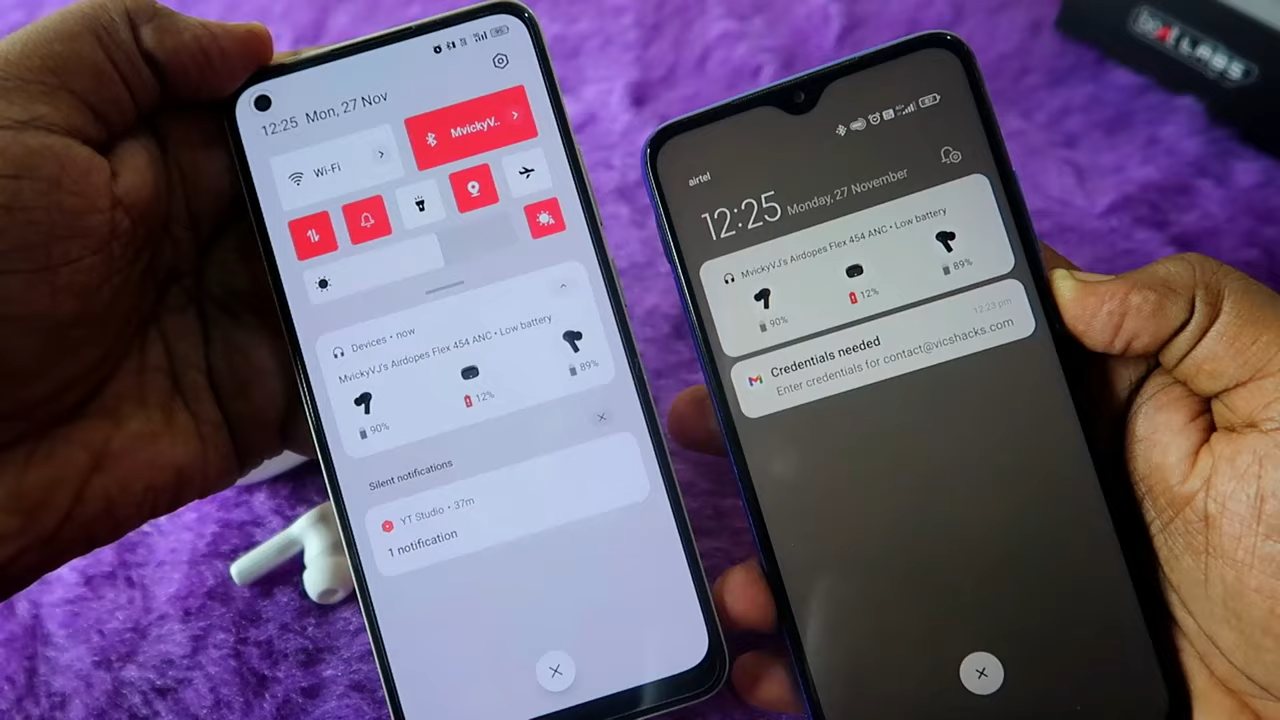 12:25 Mon, 27 Nov
Wi-Fi
MvickyV..
Devices • now
MvickyVJ's Airdopes Flex 454 ANC • Low battery
90%
12%
89%
Silent notifications
YT Studio • 37m
1 notification
airtel
12:25 Monday, 27 November
MvickyVJ's Airdopes Flex 454 ANC • Low battery
90%
12%
89%
12:23 pm
Credentials needed
Enter credentials for contact@vicshacks.com